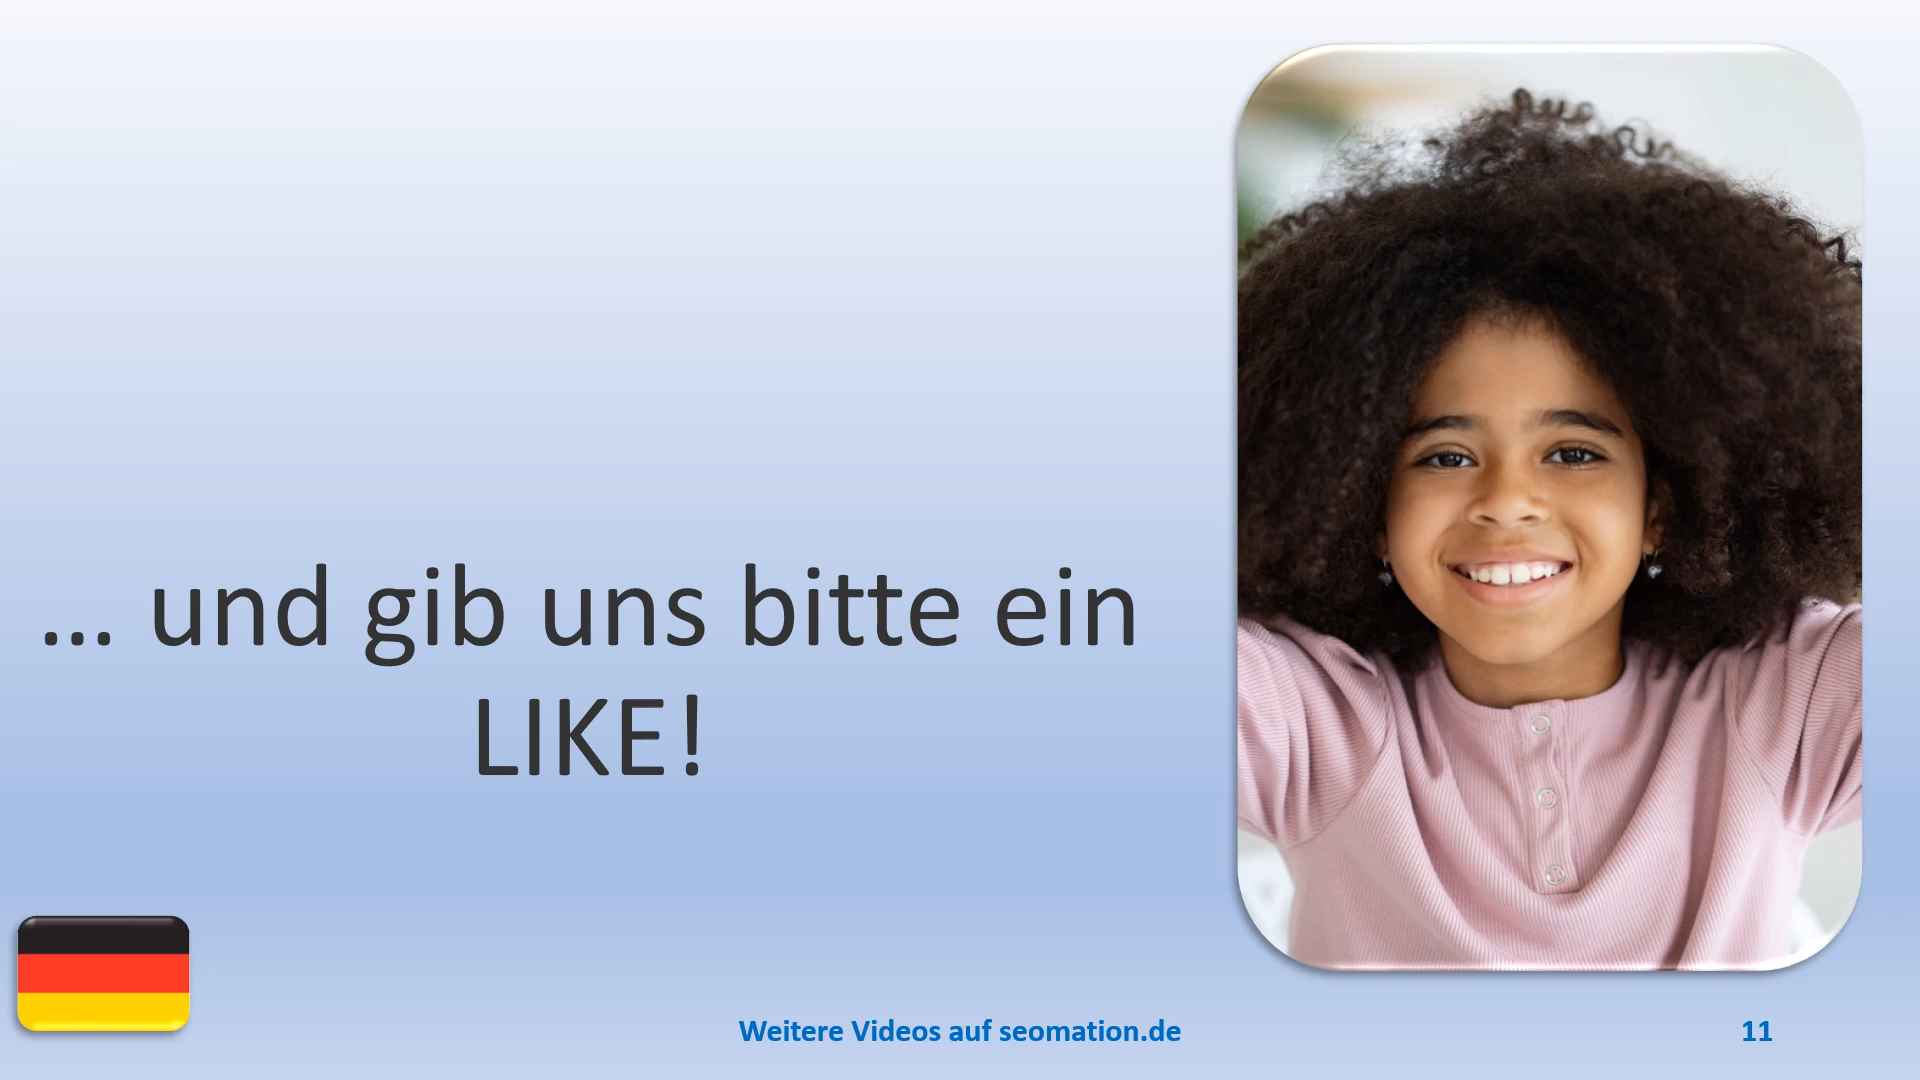 ... und gib uns bitte ein
LIKE!
Weitere Videos auf seomation.de
11